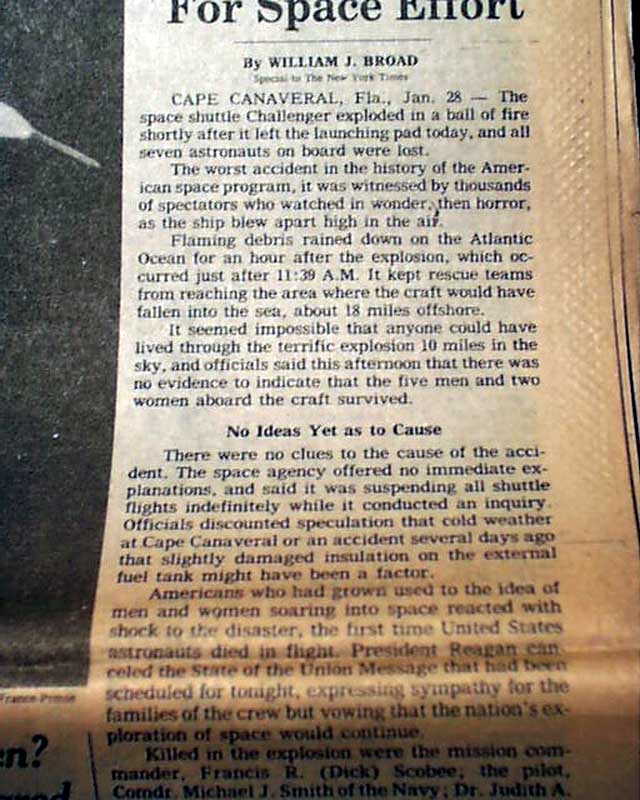 For Space Effort
By WILLIAM J. BROAD
Special to The New York Times
CAPE CANAVERAL, Fla., Jan. 28 — The
space shuttle Challenger exploded in a ball of fire
shortly after it left the launching pad today, and all
seven astronauts on board were lost.
The worst accident in the history of the Amer-
ican space program, it was witnessed by thousands
of spectators who watched in wonder, then horror,
as the ship blew apart high in the air.
Flaming debris rained down on the Atlantic
Ocean for an hour after the explosion, which oc-
curred just after 11:39 A.M. It kept rescue teams
from reaching the area where the craft would have
fallen into the sea, about 18 miles offshore.
It seemed impossible that anyone could have
lived through the terrific explosion 10 miles in the
sky, and officials said this afternoon that there was
no evidence to indicate that the five men and two
women aboard the craft survived.
No Ideas Yet as to Cause
There were no clues to the cause of the acci-
dent. The space agency offered no immediate ex-
planations, and said it was suspending all shuttle
flights indefinitely while it conducted an inquiry.
Officials discounted speculation that cold weather
at Cape Canaveral or an accident several days ago
that slightly damaged insulation on the external
fuel tank might have been a factor.
Americans who had grown used to the idea of
men and women soaring into space reacted with
shock to the disaster, the first time United States
astronauts died in flight. President Reagan can-
celed the State of the Union Message that had been
scheduled for tonight, expressing sympathy for the
families of the crew but vowing that the nation's ex-
ploration of space would continue.
Killed in the explosion were the mission com-
mander, Francis R. (Dick) Scobee; the pilot,
Comdr. Michael J. Smith of the Navy; Dr. Judith A.
France-Presse
en?